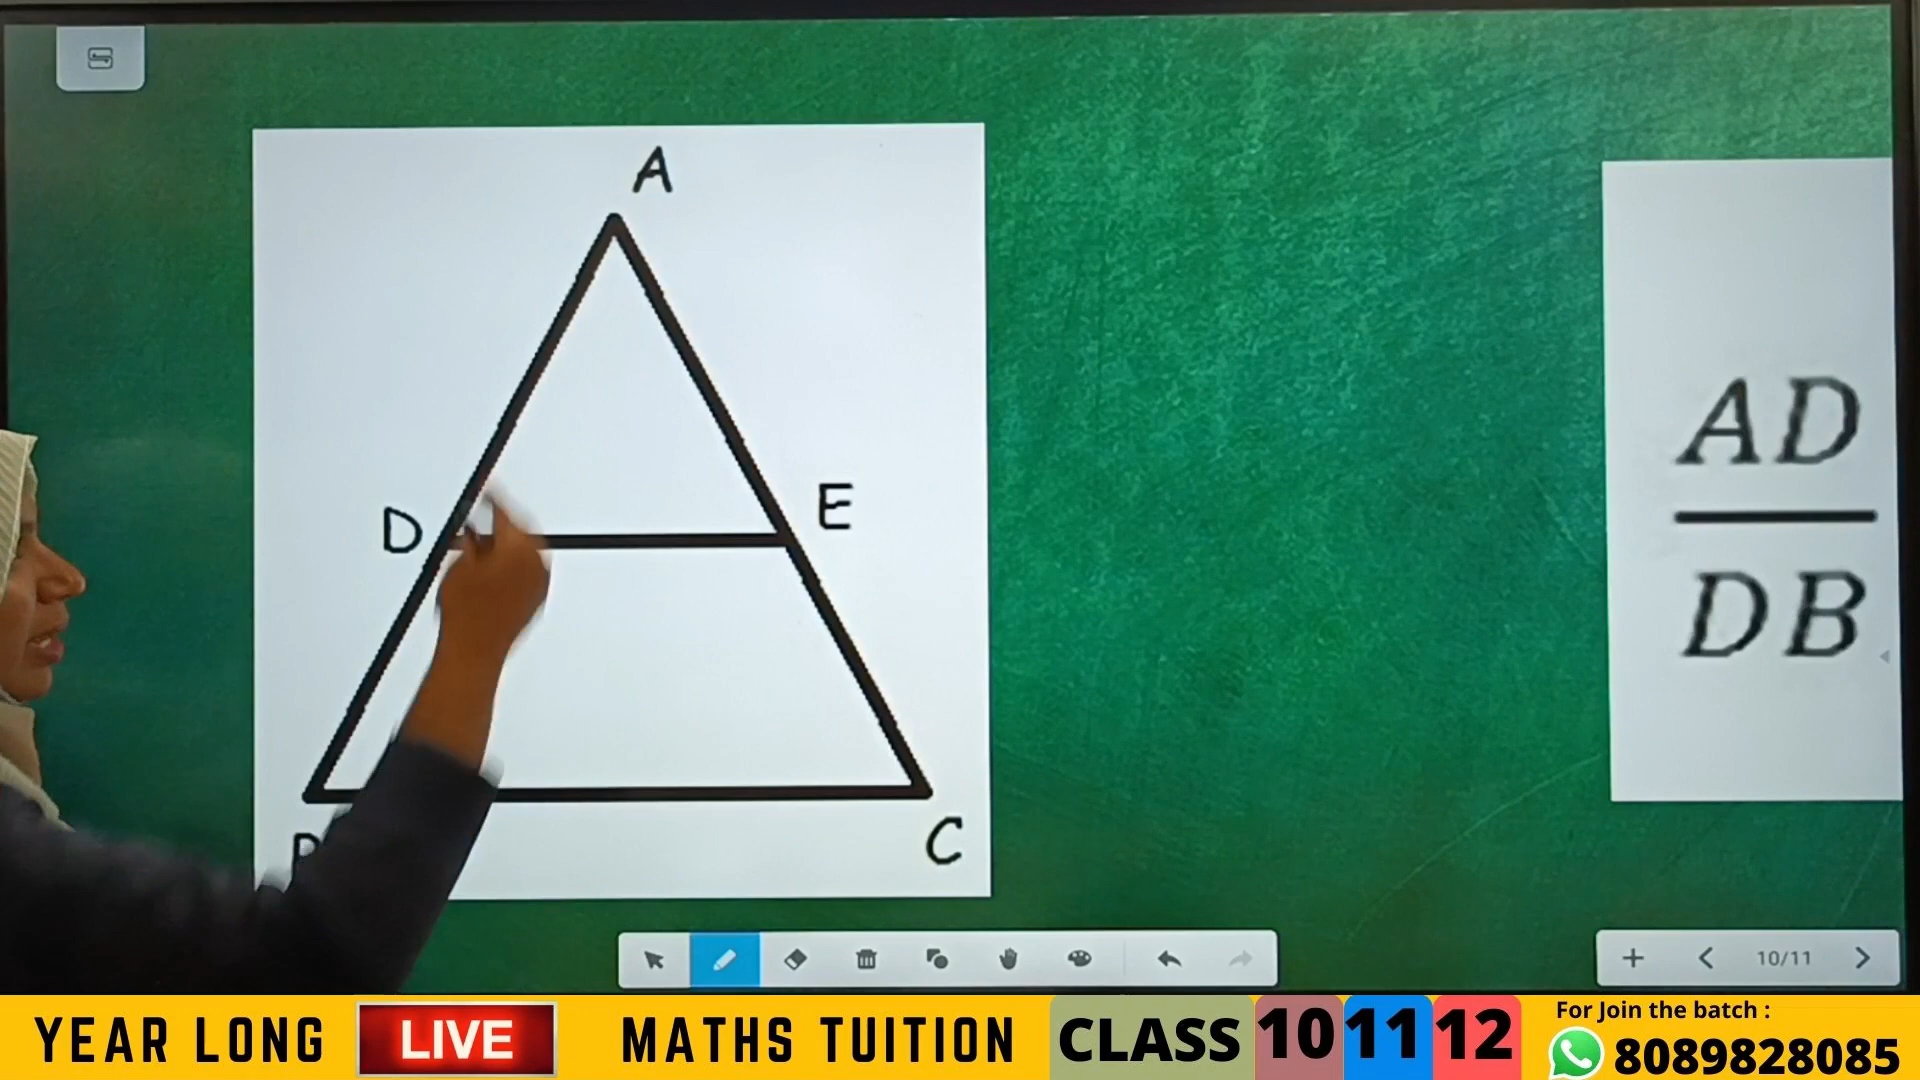 A
D
E
C
AD
DB
10/11
YEAR LONG LIVE MATHS TUITION CLASS 10 11 12
For Join the batch :
8089828085